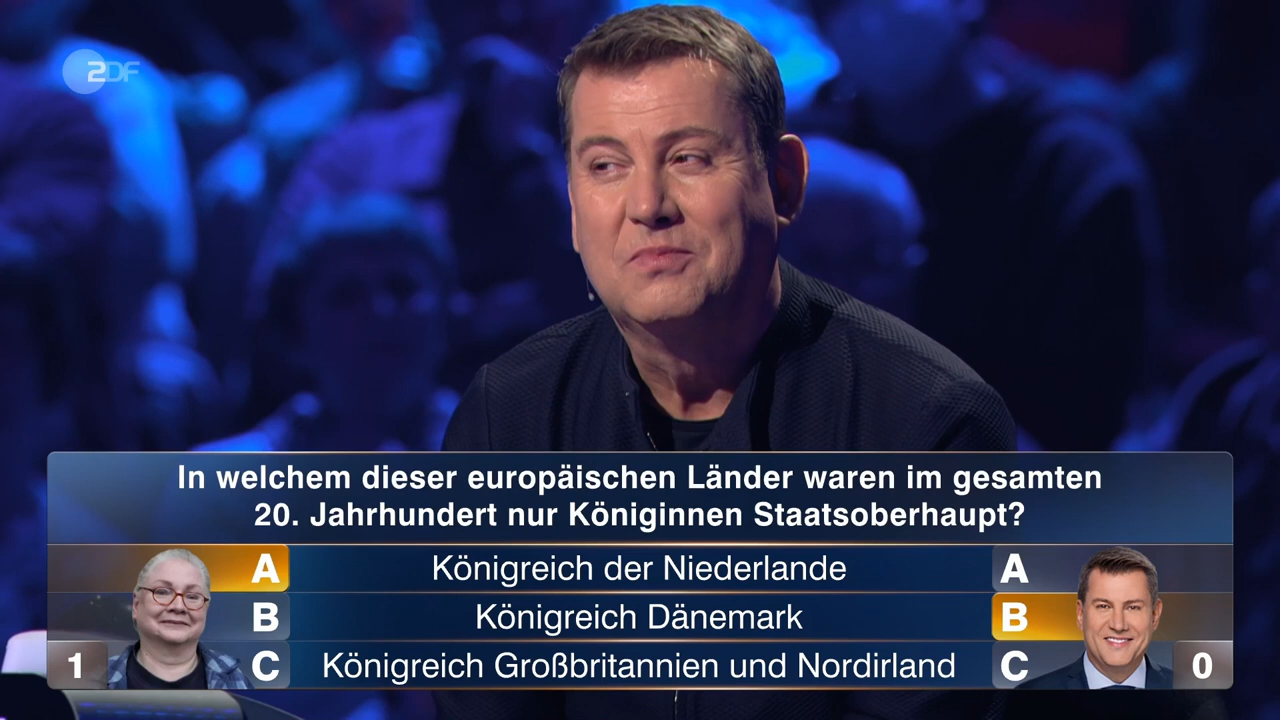 ZDF
In welchem dieser europäischen Länder waren im gesamten
20. Jahrhundert nur Königinnen Staatsoberhaupt?
A Königreich der Niederlande A
B Königreich Dänemark B
1 C Königreich Großbritannien und Nordirland C 0